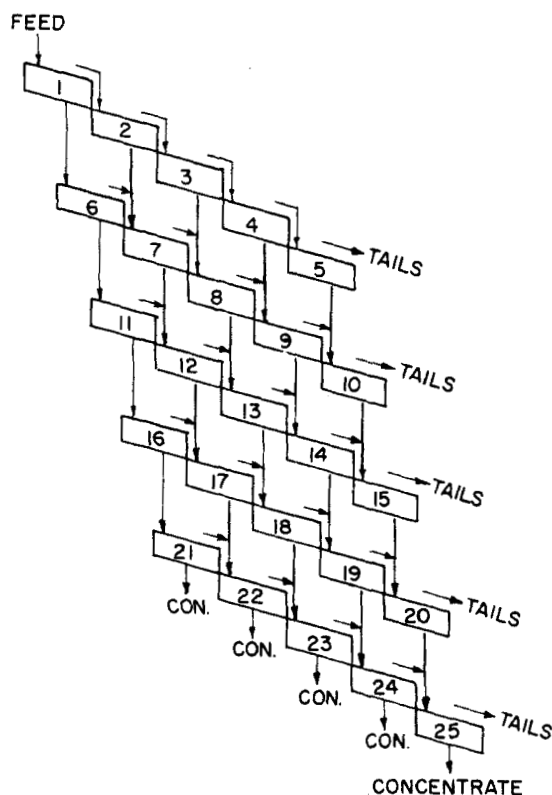 FEED
1
2
3
4
5
TAILS
6
7
8
9
10
TAILS
11
12
13
14
15
TAILS
16
17
18
19
20
TAILS
21
22
23
24
25
TAILS
CON.
CON.
CON.
CON.
CONCENTRATE